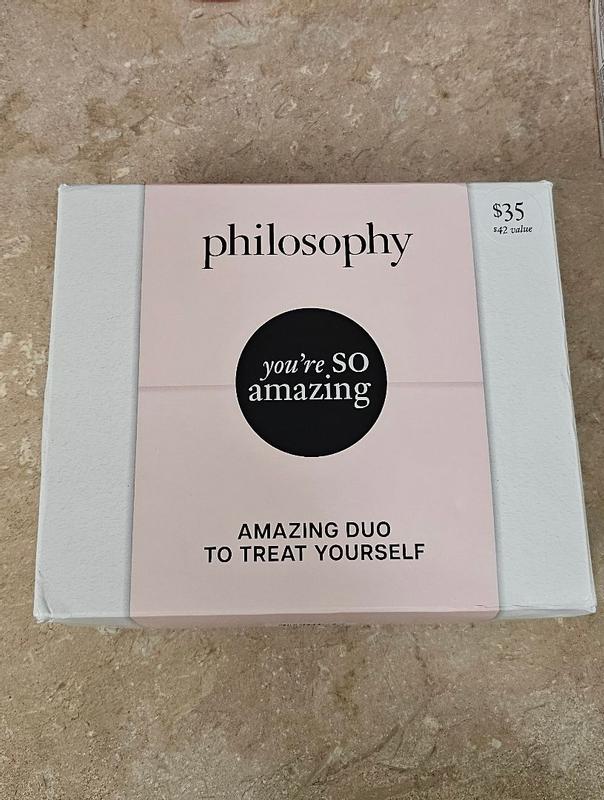 philosophy
$35
$42 value
you're SO
amazing
AMAZING DUO
TO TREAT YOURSELF